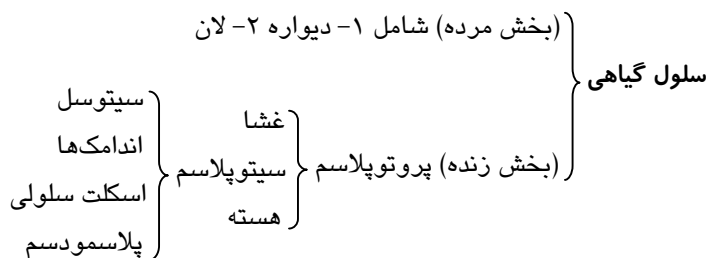 سلول گیاهی
(بخش مرده) شامل ۱- دیواره ۲- لان
(بخش زنده) پروتوپلاسم
غشا
سیتوپلاسم
هسته
سیتوسل
اندامک‌ها
اسکلت سلولی
پلاسمودسم